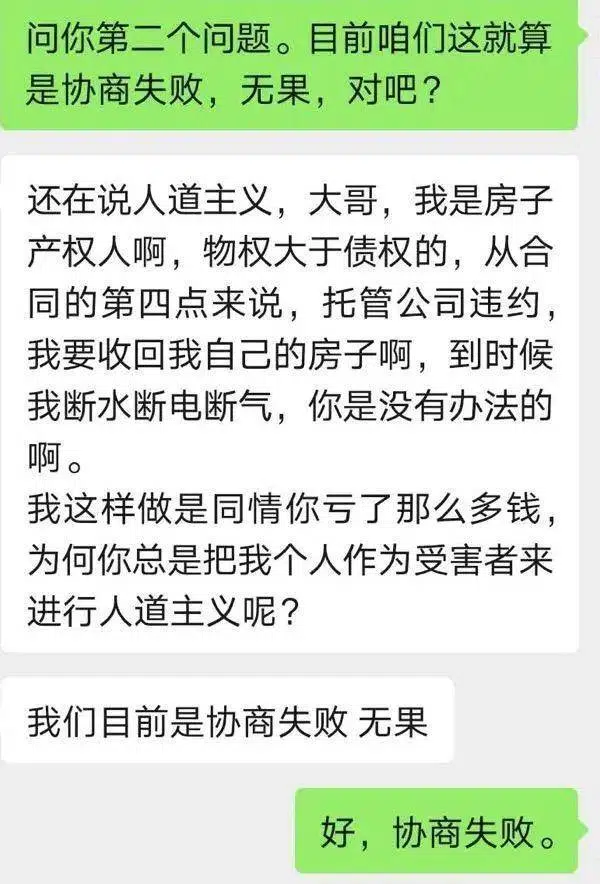 问你第二个问题。目前咱们这就算
是协商失败，无果，对吧？
还在说人道主义，大哥，我是房子
产权人啊，物权大于债权的，从合
同的第四点来说，托管公司违约，
我要收回我自己的房子啊，到时候
我断水断电断气，你是没有办法的
啊。
我这样做是同情你亏了那么多钱，
为何你总是把我个人作为受害者来
进行人道主义呢？
我们目前是协商失败 无果
好，协商失败。